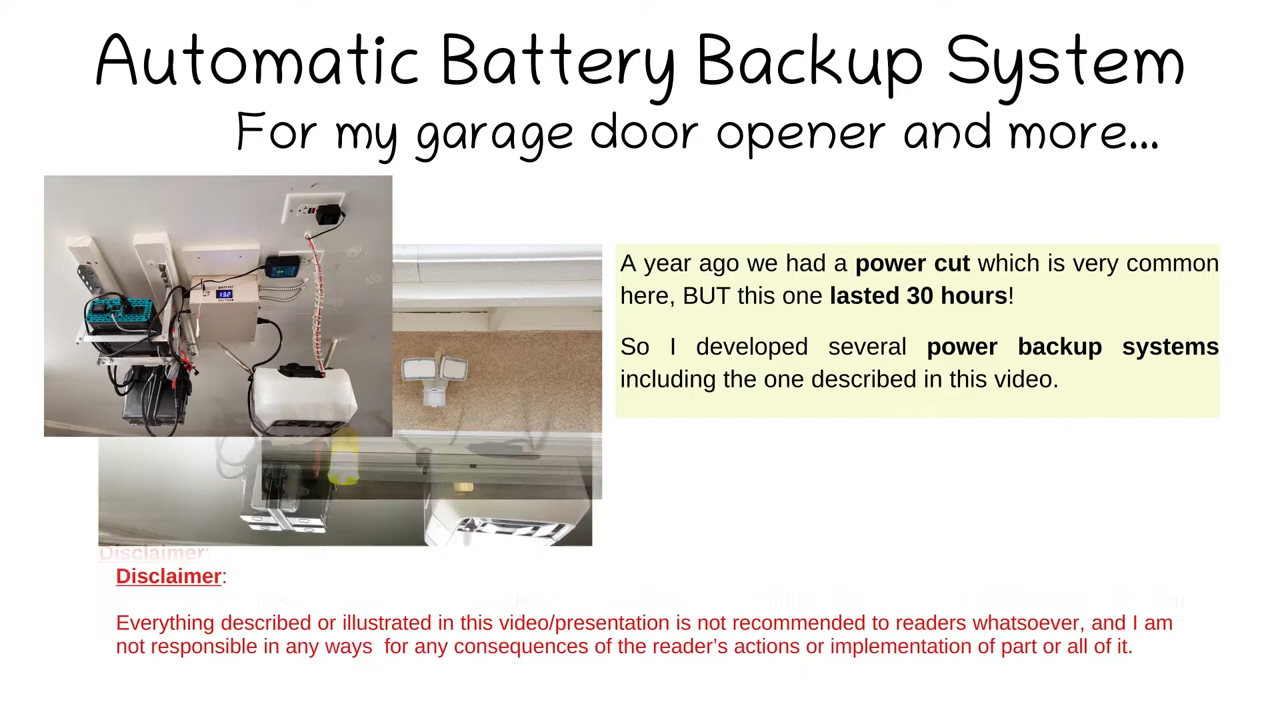 Automatic Battery Backup System
For my garage door opener and more...
A year ago we had a power cut which is very common
here, BUT this one lasted 30 hours!
So I developed several power backup systems
including the one described in this video.
Disclaimer:
Disclaimer:
Everything described or illustrated in this video/presentation is not recommended to readers whatsoever, and I am
not responsible in any ways for any consequences of the reader's actions or implementation of part or all of it.